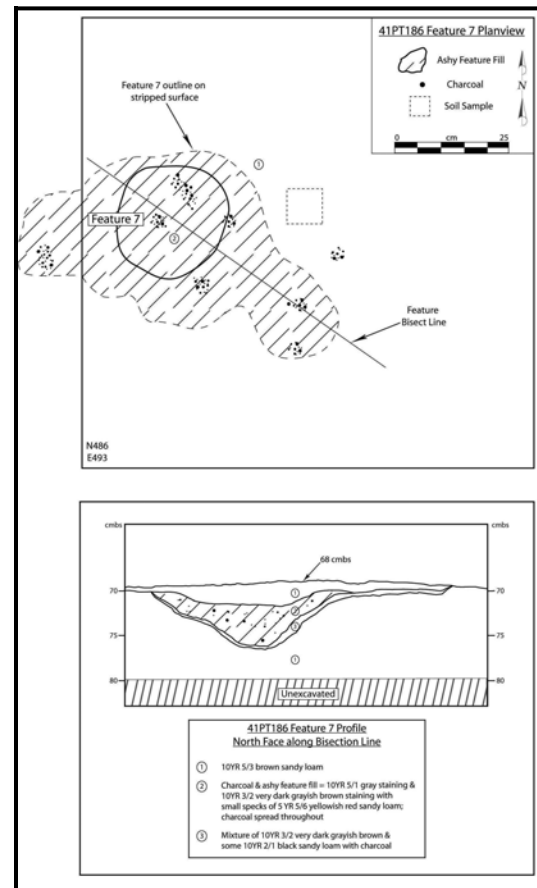 41PT186 Feature 7 Planview
Ashy Feature Fill
Charcoal
N
Soil Sample
0 cm 25
Feature 7 outline on
stripped surface
1
Feature 7
2
Feature
Bisect Line
N486
E493
cmbs
cmbs
68 cmbs
70
1
70
2
75
3
75
1
80
Unexcavated
80
41PT186 Feature 7 Profile
North Face along Bisection Line
1 10YR 5/3 brown sandy loam
2 Charcoal & ashy feature fill = 10YR 5/1 gray staining &
10YR 3/2 very dark grayish brown staining with
small specks of 5 YR 5/6 yellowish red sandy loam;
charcoal spread throughout
3 Mixture of 10YR 3/2 very dark grayish brown &
some 10YR 2/1 black sandy loam with charcoal